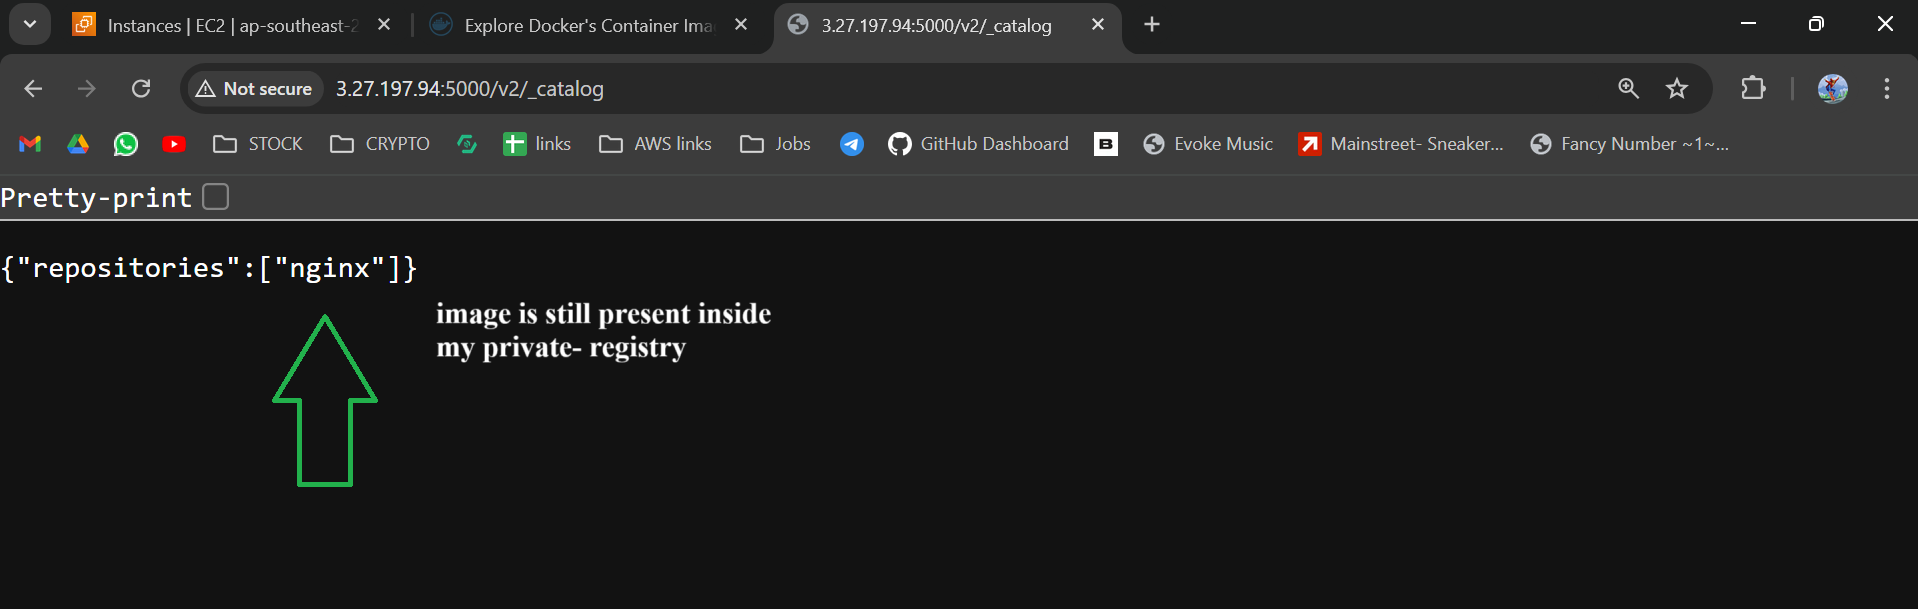 Instances | EC2 | ap-southeast-2
Explore Docker's Container Ima
3.27.197.94:5000/v2/_catalog
Not secure
3.27.197.94:5000/v2/_catalog
STOCK
CRYPTO
links
AWS links
Jobs
GitHub Dashboard
B
Evoke Music
Mainstreet- Sneaker...
Fancy Number ~1~...
Pretty-print
{"repositories":["nginx"]}
image is still present inside
my private- registry